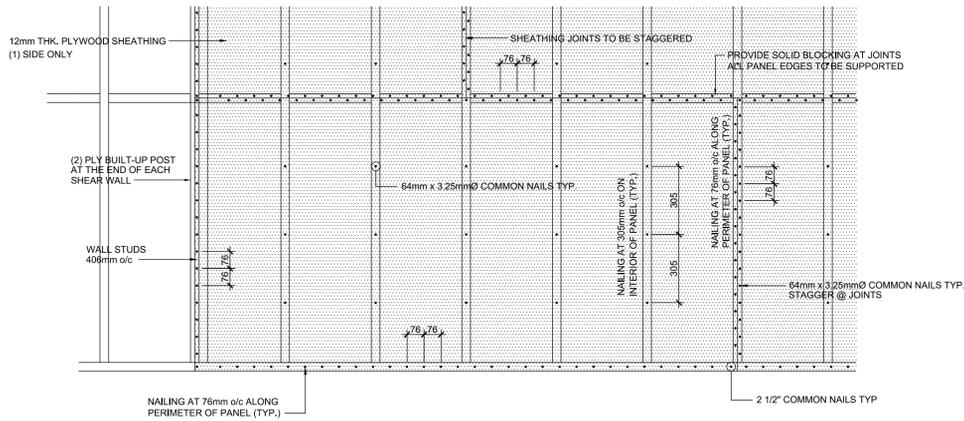 12mm THK. PLYWOOD SHEATHING
(1) SIDE ONLY
SHEATHING JOINTS TO BE STAGGERED
76 76
PROVIDE SOLID BLOCKING AT JOINTS
ALL PANEL EDGES TO BE SUPPORTED
(2) PLY BUILT-UP POST
AT THE END OF EACH
SHEAR WALL
64mm x 3.25mmØ COMMON NAILS TYP.
NAILING AT 305mm o/c ON
INTERIOR OF PANEL (TYP.)
305
305
NAILING AT 76mm o/c ALONG
PERIMETER OF PANEL (TYP.)
76
76
WALL STUDS
406mm o/c
76
76
64mm x 3.25mmØ COMMON NAILS TYP.
STAGGER @ JOINTS
76 76
NAILING AT 76mm o/c ALONG
PERIMETER OF PANEL (TYP.)
2 1/2" COMMON NAILS TYP